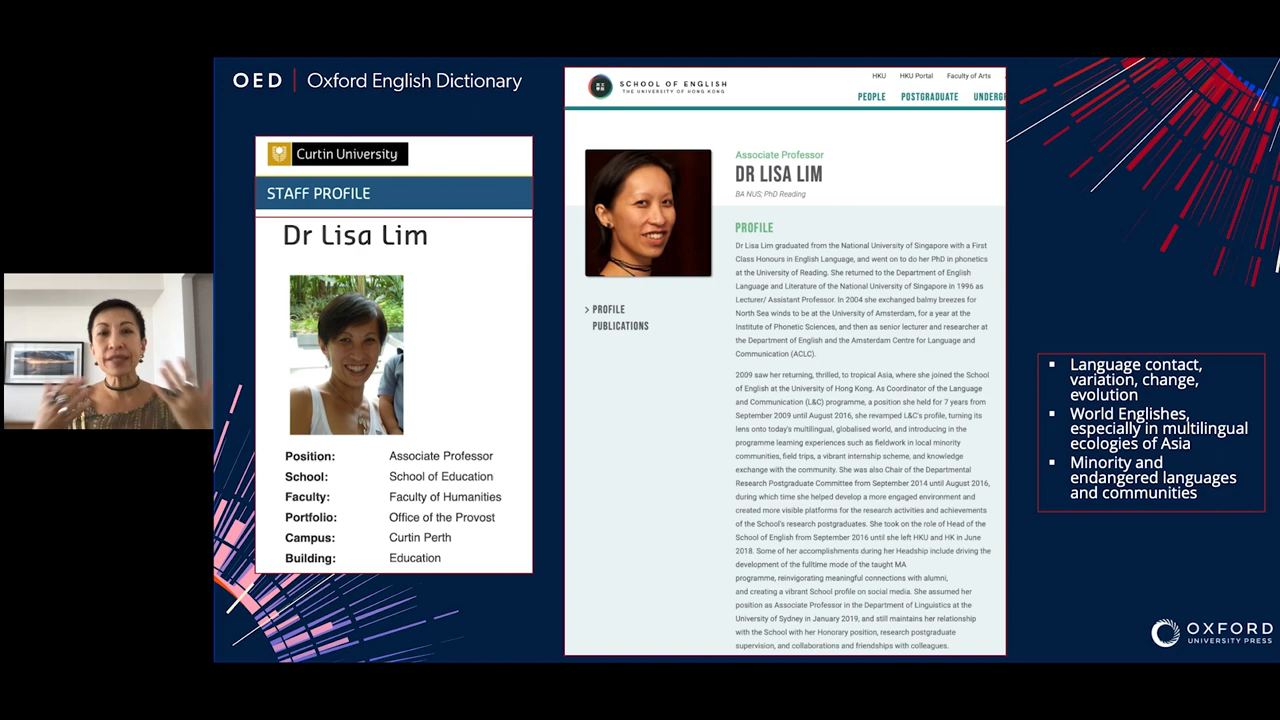 OED | Oxford English Dictionary
Curtin University
STAFF PROFILE
Dr Lisa Lim
Position: Associate Professor
School: School of Education
Faculty: Faculty of Humanities
Portfolio: Office of the Provost
Campus: Curtin Perth
Building: Education
SCHOOL OF ENGLISH
THE UNIVERSITY OF HONG KONG
HKU HKU Portal Faculty of Arts
PEOPLE POSTGRADUATE UNDERGR
Associate Professor
DR LISA LIM
BA NUS; PhD Reading
> PROFILE
PUBLICATIONS
PROFILE
Dr Lisa Lim graduated from the National University of Singapore with a First
Class Honours in English Language, and went on to do her PhD in phonetics
at the University of Reading. She returned to the Department of English
Language and Literature of the National University of Singapore in 1996 as
Lecturer/ Assistant Professor. In 2004 she exchanged balmy breezes for
North Sea winds to be at the University of Amsterdam, for a year at the
Institute of Phonetic Sciences, and then as senior lecturer and researcher at
the Department of English and the Amsterdam Centre for Language and
Communication (ACLC).
2009 saw her returning, thrilled, to tropical Asia, where she joined the School
of English at the University of Hong Kong. As Coordinator of the Language
and Communication (L&C) programme, a position she held for 7 years from
September 2009 until August 2016, she revamped L&C's profile, turning its
lens onto today's multilingual, globalised world, and introducing in the
programme learning experiences such as fieldwork in local minority
communities, field trips, a vibrant internship scheme, and knowledge
exchange with the community. She was also Chair of the Departmental
Research Postgraduate Committee from September 2014 until August 2016,
during which time she helped develop a more engaged environment and
created more visible platforms for the research activities and achievements
of the School's research postgraduates. She took on the role of Head of the
School of English from September 2016 until she left HKU and HK in June
2018. Some of her accomplishments during her Headship include driving the
development of the fulltime mode of the taught MA
programme, reinvigorating meaningful connections with alumni,
and creating a vibrant School profile on social media. She assumed her
position as Associate Professor in the Department of Linguistics at the
University of Sydney in January 2019, and still maintains her relationship
with the School with her Honorary position, research postgraduate
supervision, and collaborations and friendships with colleagues.
▪ Language contact,
variation, change,
evolution
▪ World Englishes,
especially in multilingual
ecologies of Asia
▪ Minority and
endangered languages
and communities
OXFORD
UNIVERSITY PRESS